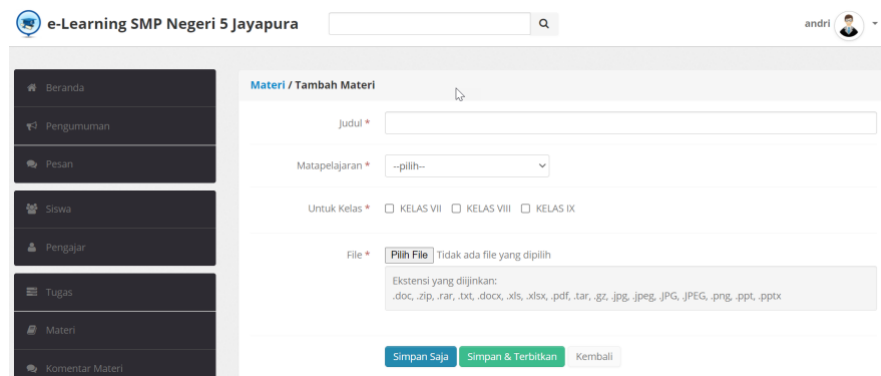 e-Learning SMP Negeri 5 Jayapura
andri
Beranda
Pengumuman
Pesan
Siswa
Pengajar
Tugas
Materi
Komentar Materi
Materi / Tambah Materi
Judul *
Matapelajaran * --pilih--
Untuk Kelas * KELAS VII KELAS VIII KELAS IX
File * Pilih File Tidak ada file yang dipilih
Ekstensi yang diijinkan:
.doc, .zip, .rar, .txt, .docx, .xls, .xlsx, .pdf, .tar, .gz, .jpg, .jpeg, .JPG, .JPEG, .png, .ppt, .pptx
Simpan Saja Simpan & Terbitkan Kembali